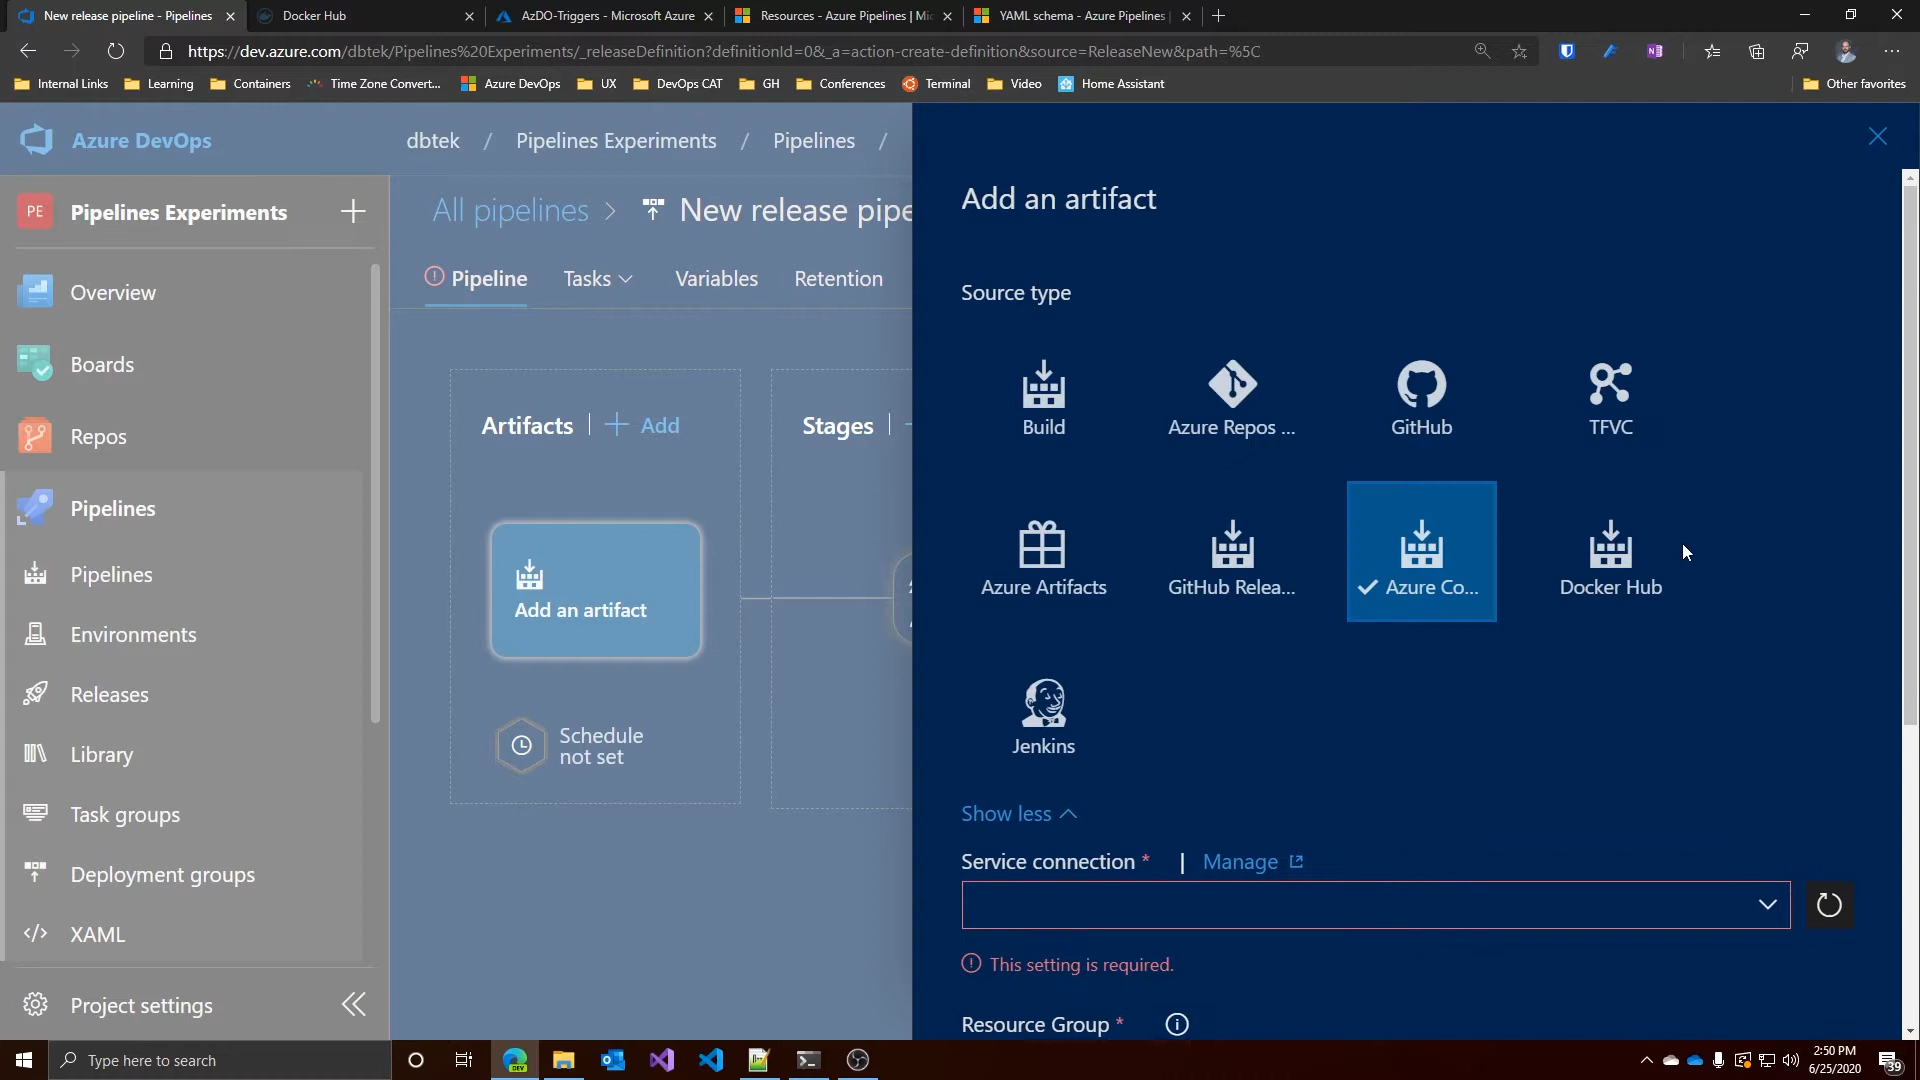 New release pipeline - Pipelines
Docker Hub
AzDO-Triggers - Microsoft Azure
Resources - Azure Pipelines | Mic
YAML schema - Azure Pipelines |
https://dev.azure.com/dbtek/Pipelines%20Experiments/_releaseDefinition?definitionId=0&_a=action-create-definition&source=ReleaseNew&path=%5C
Internal Links
Learning
Containers
Time Zone Convert...
Azure DevOps
UX
DevOps CAT
GH
Conferences
Terminal
Video
Home Assistant
Other favorites
Azure DevOps
dbtek / Pipelines Experiments / Pipelines /
PE Pipelines Experiments
Overview
Boards
Repos
Pipelines
Pipelines
Environments
Releases
Library
Task groups
Deployment groups
XAML
Project settings
All pipelines > New release pipe
Pipeline Tasks Variables Retention
Artifacts | + Add
Stages |
Add an artifact
Schedule
not set
Add an artifact
Source type
Build
Azure Repos ...
GitHub
TFVC
Azure Artifacts
GitHub Relea...
Azure Co...
Docker Hub
Jenkins
Show less
Service connection * | Manage
This setting is required.
Resource Group *
Type here to search
DEV
2:50 PM
6/25/2020
39